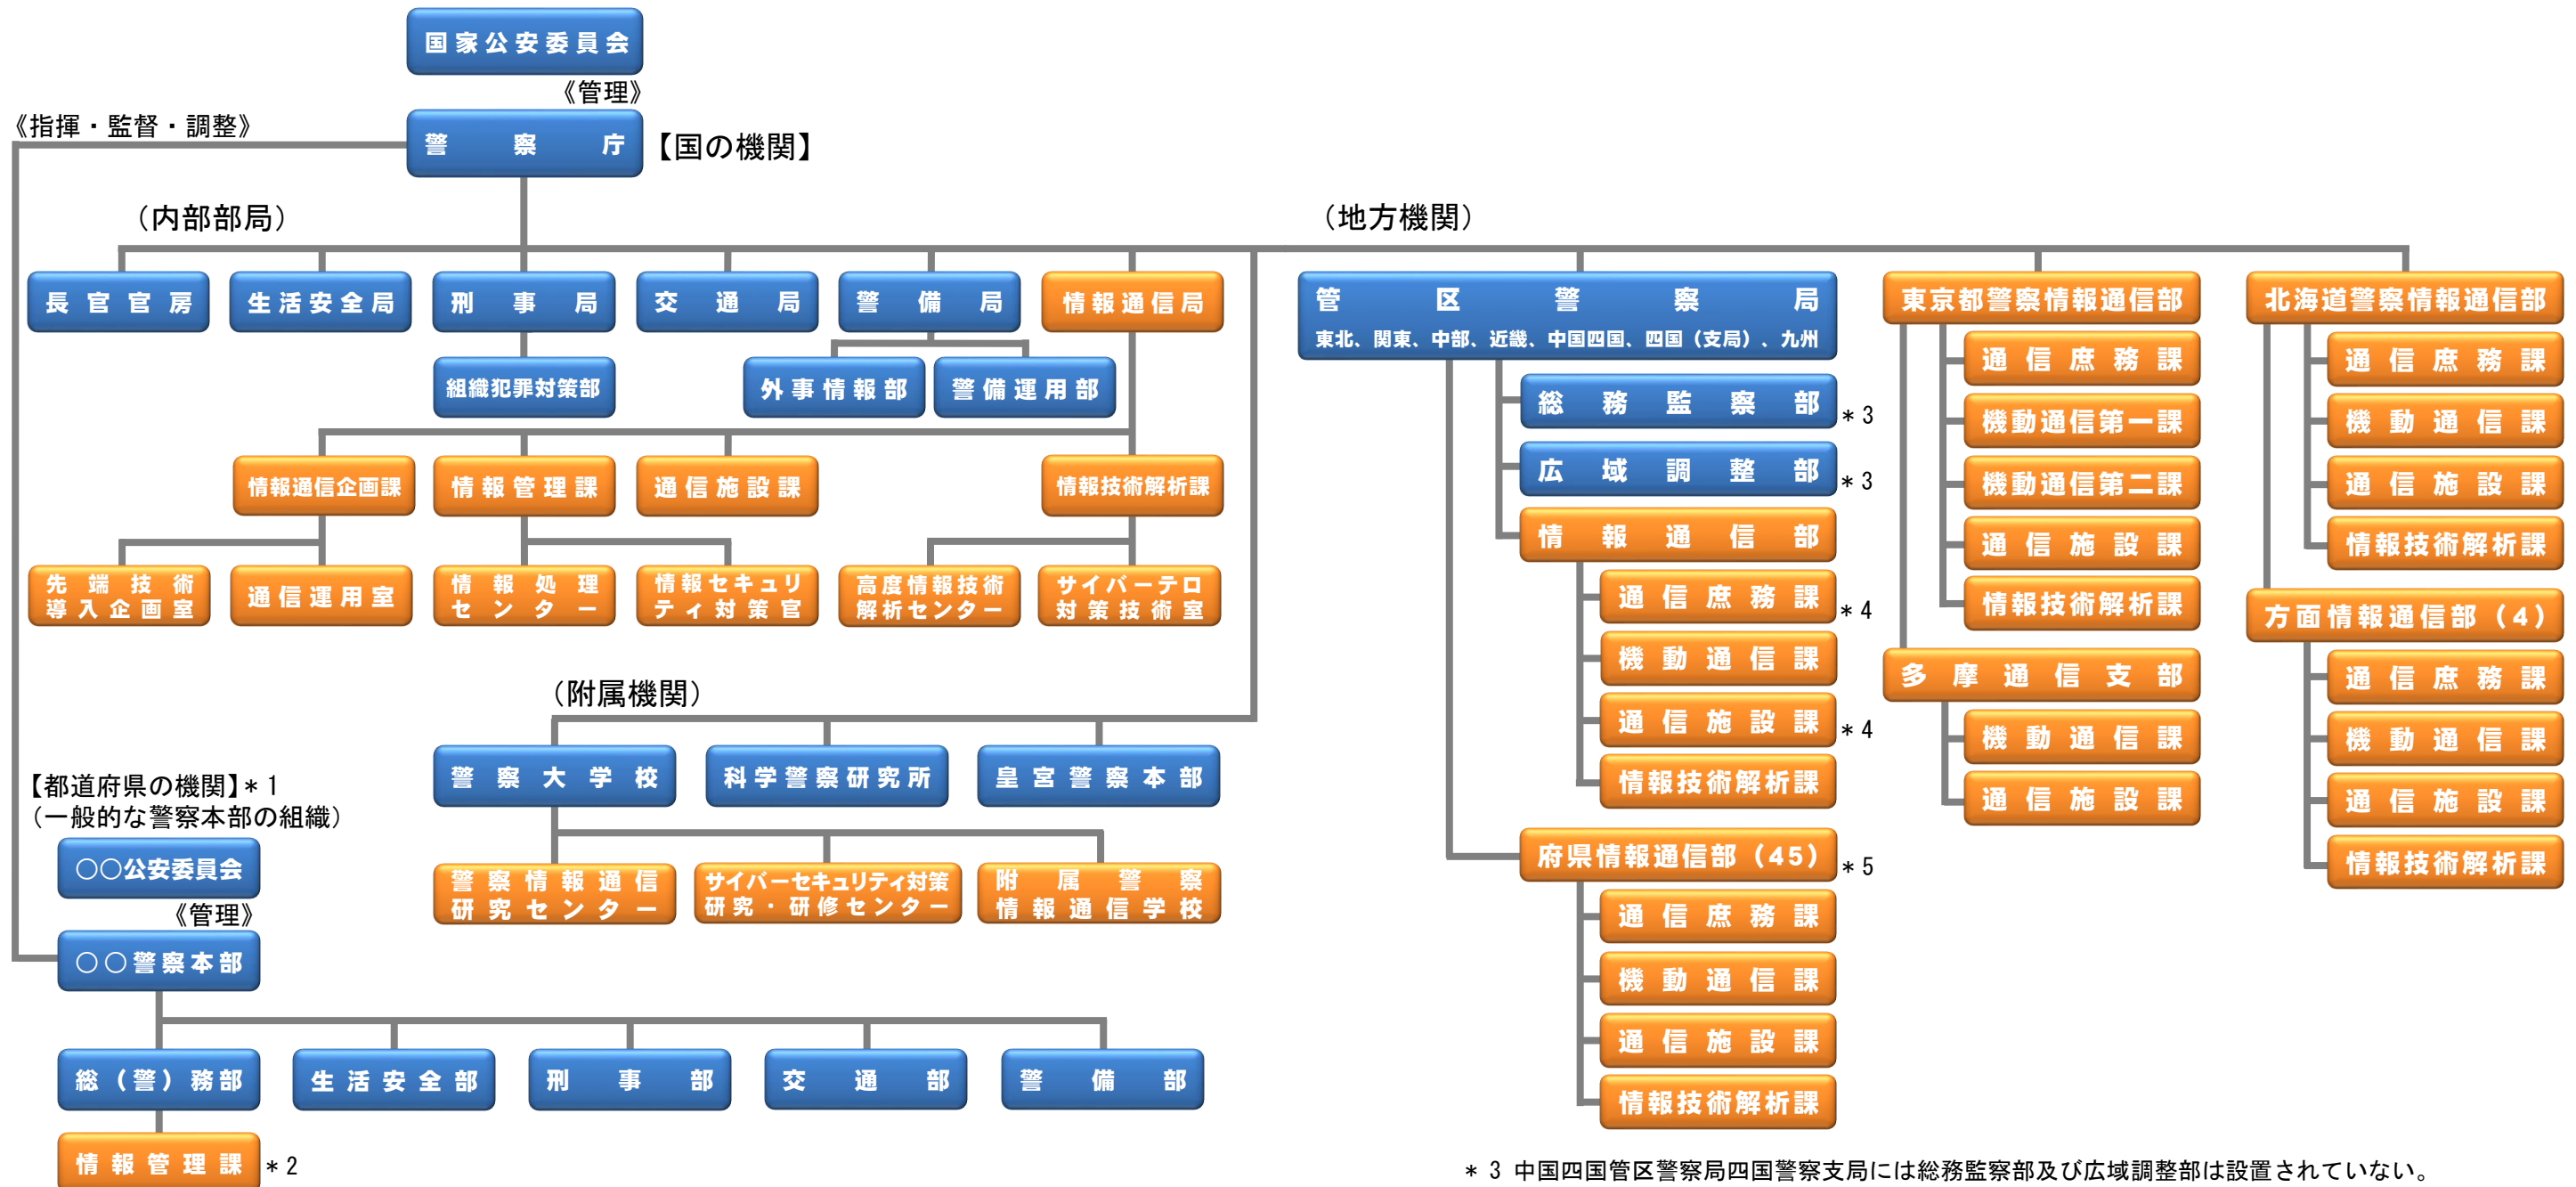 国家公安委員会
《管理》
《指揮・監督・調整》
警察庁
【国の機関】
（内部部局）
長官官房
生活安全局
刑事局
交通局
警備局
情報通信局
組織犯罪対策部
外事情報部
警備運用部
情報通信企画課
情報管理課
通信施設課
情報技術解析課
先端技術
導入企画室
通信運用室
情報処理
センター
情報セキュリ
ティ対策官
高度情報技術
解析センター
サイバーテロ
対策技術室
（附属機関）
警察大学校
科学警察研究所
皇宮警察本部
警察情報通信
研究センター
サイバーセキュリティ対策
研究・研修センター
附属警察
情報通信学校
【都道府県の機関】＊1
（一般的な警察本部の組織）
○○公安委員会
《管理》
○○警察本部
総（警）務部
生活安全部
刑事部
交通部
警備部
情報管理課＊2
（地方機関）
管区警察局
東北、関東、中部、近畿、中国四国、四国（支局）、九州
総務監察部＊3
広域調整部＊3
情報通信部
通信庶務課＊4
機動通信課
通信施設課＊4
情報技術解析課
府県情報通信部（45）＊5
通信庶務課
機動通信課
通信施設課
情報技術解析課
東京都警察情報通信部
通信庶務課
機動通信第一課
機動通信第二課
通信施設課
情報技術解析課
多摩通信支部
機動通信課
通信施設課
北海道警察情報通信部
通信庶務課
機動通信課
通信施設課
情報技術解析課
方面情報通信部（4）
通信庶務課
機動通信課
通信施設課
情報技術解析課
＊3 中国四国管区警察局四国警察支局には総務監察部及び広域調整部は設置されていない。